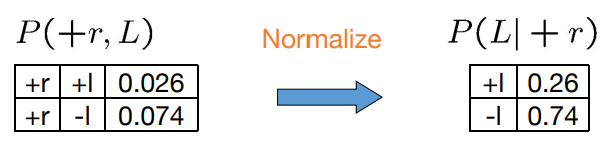 P(+r, L)
Normalize
P(L| + r)
+r +l 0.026
+r -l 0.074
+l 0.26
-l 0.74